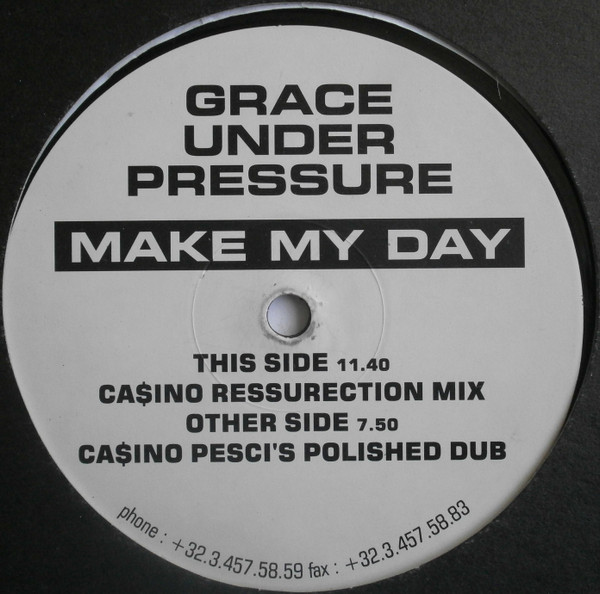 GRACE
UNDER
PRESSURE
MAKE MY DAY
THIS SIDE 11.40
CA$INO RESSURECTION MIX
OTHER SIDE 7.50
CA$INO PESCI'S POLISHED DUB
phone : +32.3.457.58.59 fax : +32.3.457.58.83